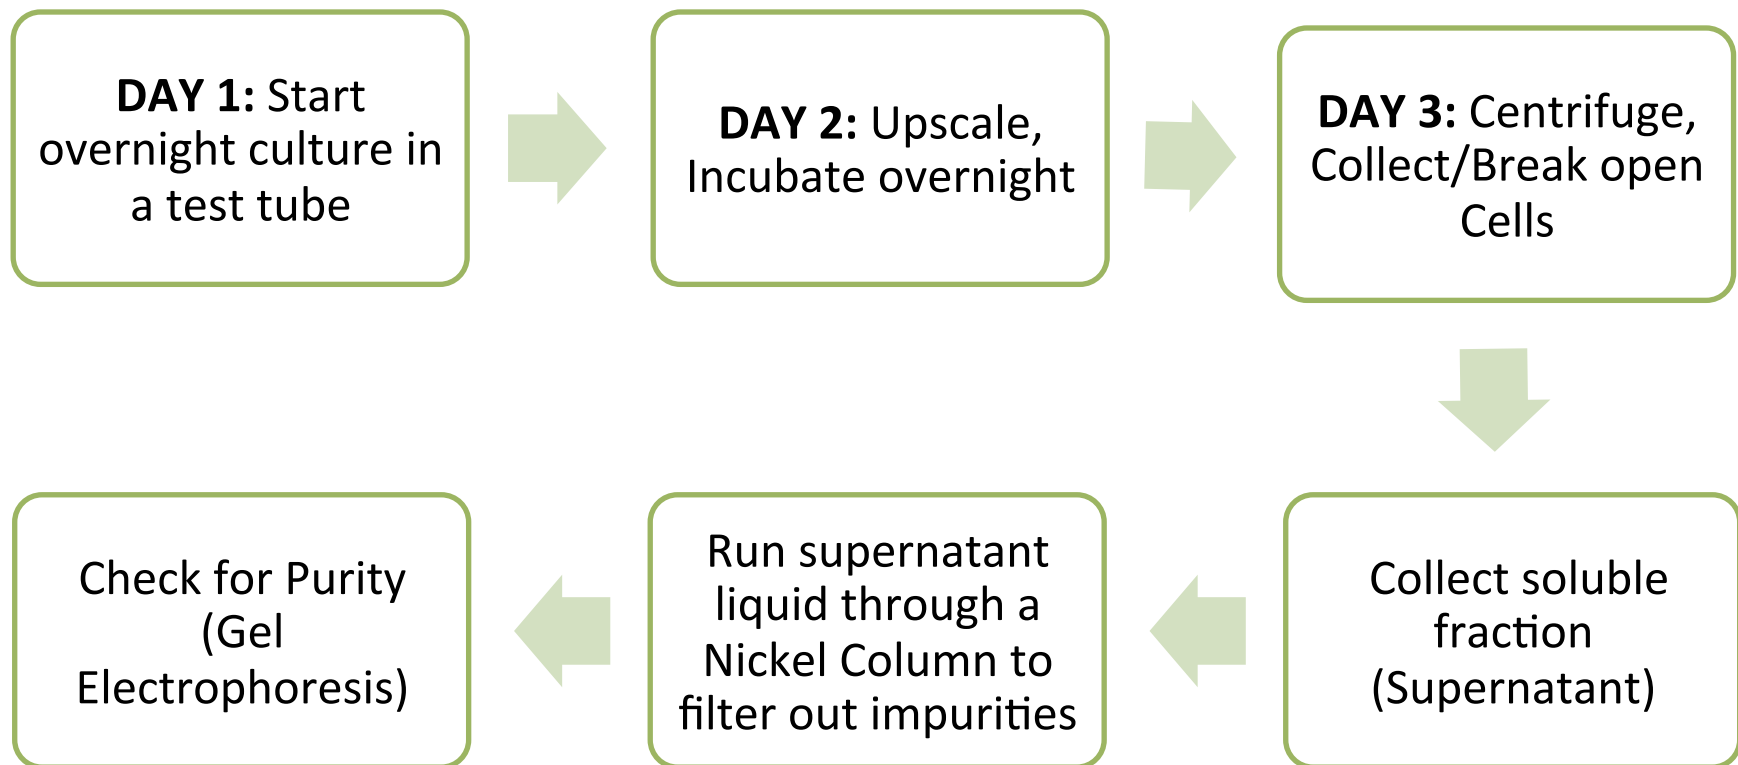 DAY 1: Start
overnight culture in
a test tube
DAY 2: Upscale,
Incubate overnight
DAY 3: Centrifuge,
Collect/Break open
Cells
Collect soluble
fraction
(Supernatant)
Run supernatant
liquid through a
Nickel Column to
filter out impurities
Check for Purity
(Gel
Electrophoresis)